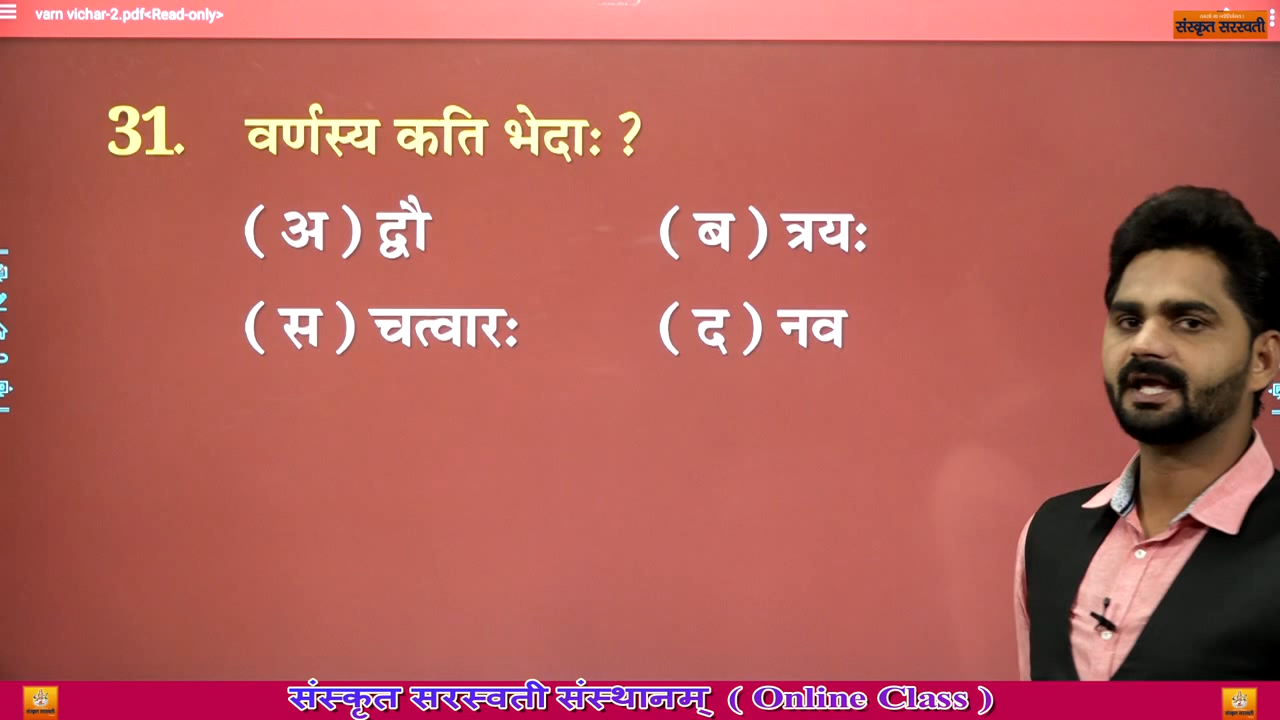 varn vichar-2.pdf<Read-only>
संस्कृत सरस्वती
31. वर्णस्य कति भेदाः ?
( अ ) द्वौ ( ब ) त्रयः
( स ) चत्वारः ( द ) नव
संस्कृत सरस्वती संस्थानम् ( Online Class )